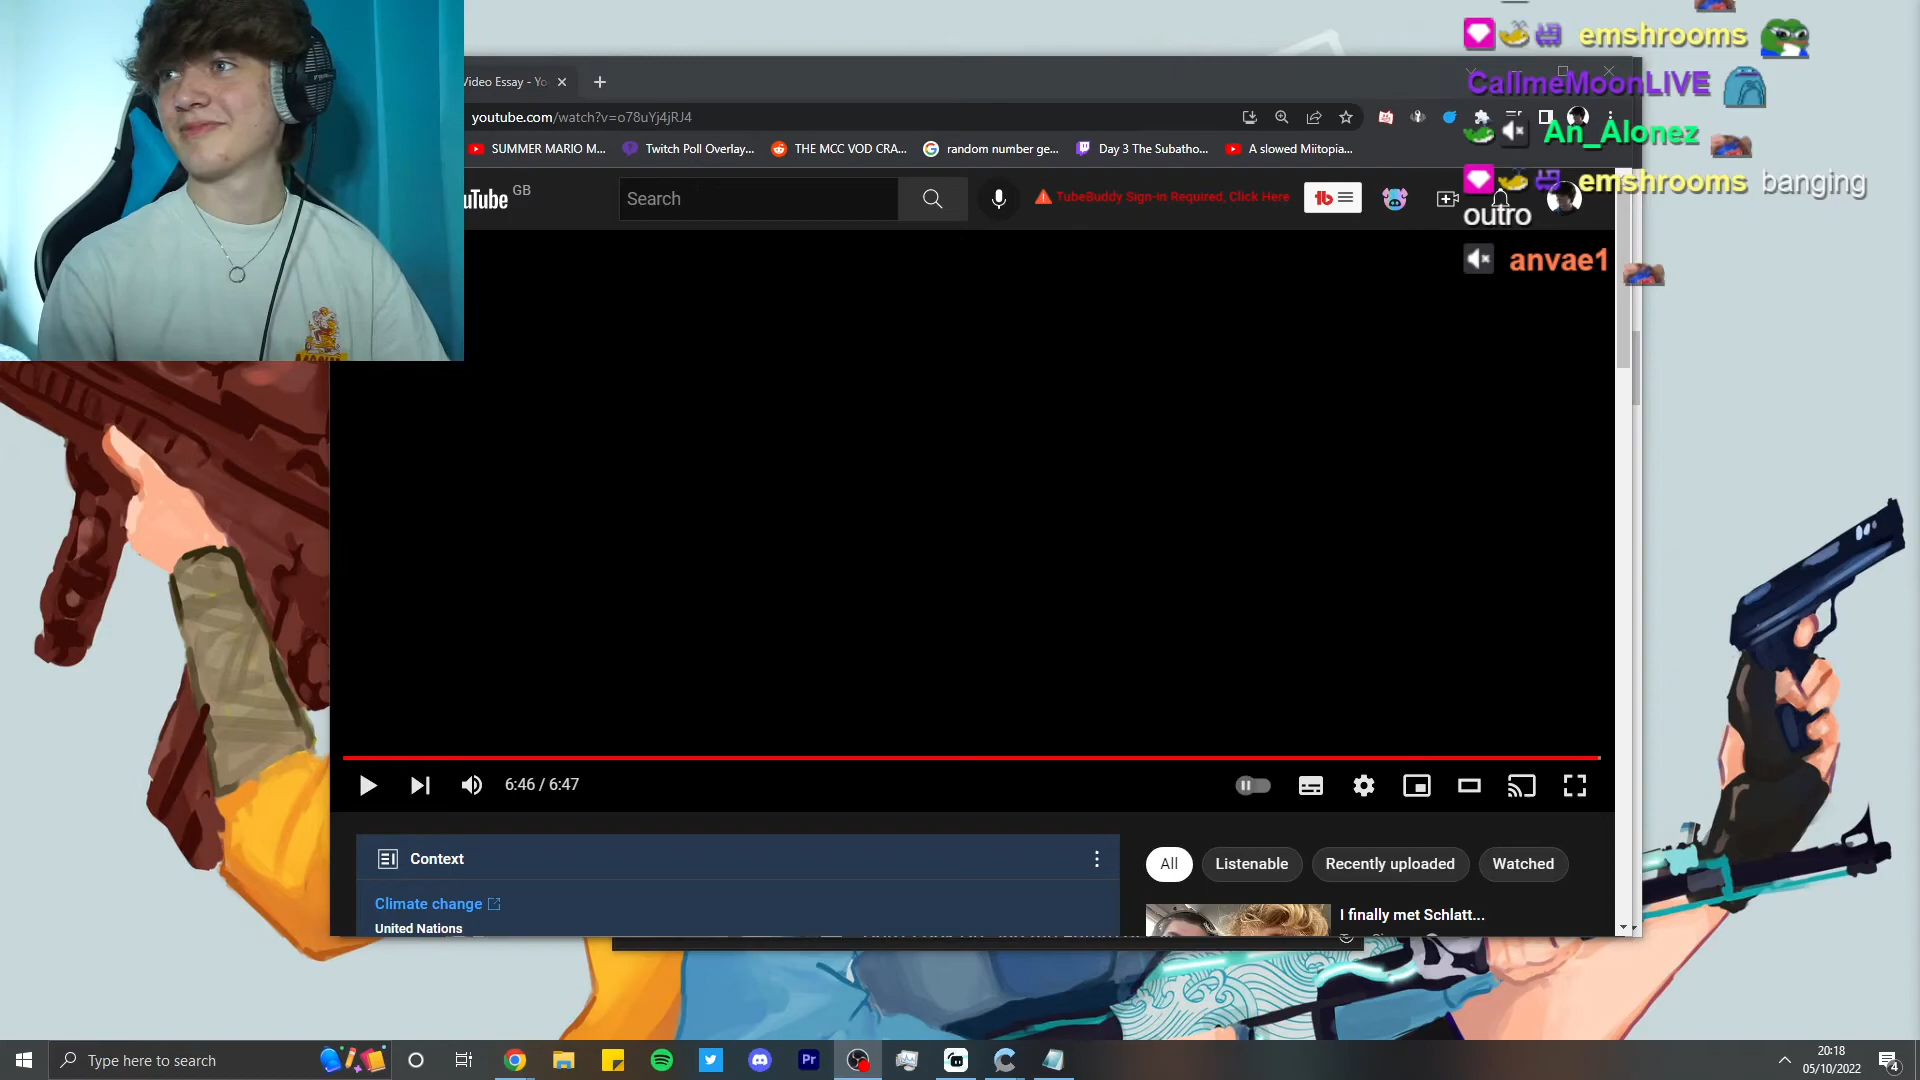 emshrooms
CallmeMoonLIVE
An_Alonez
emshrooms banging
outro
anvae1
Video Essay - Yo
youtube.com/watch?v=o78uYj4jRJ4
SUMMER MARIO M...
Twitch Poll Overlay...
THE MCC VOD CRA...
random number ge...
Day 3 The Subatho...
A slowed Miitopia...
uTube GB
Search
TubeBuddy Sign-in Required, Click Here
tb
6:46 / 6:47
Context
Climate change
United Nations
All
Listenable
Recently uploaded
Watched
I finally met Schlatt...
Type here to search
Pr
20:18
05/10/2022
4